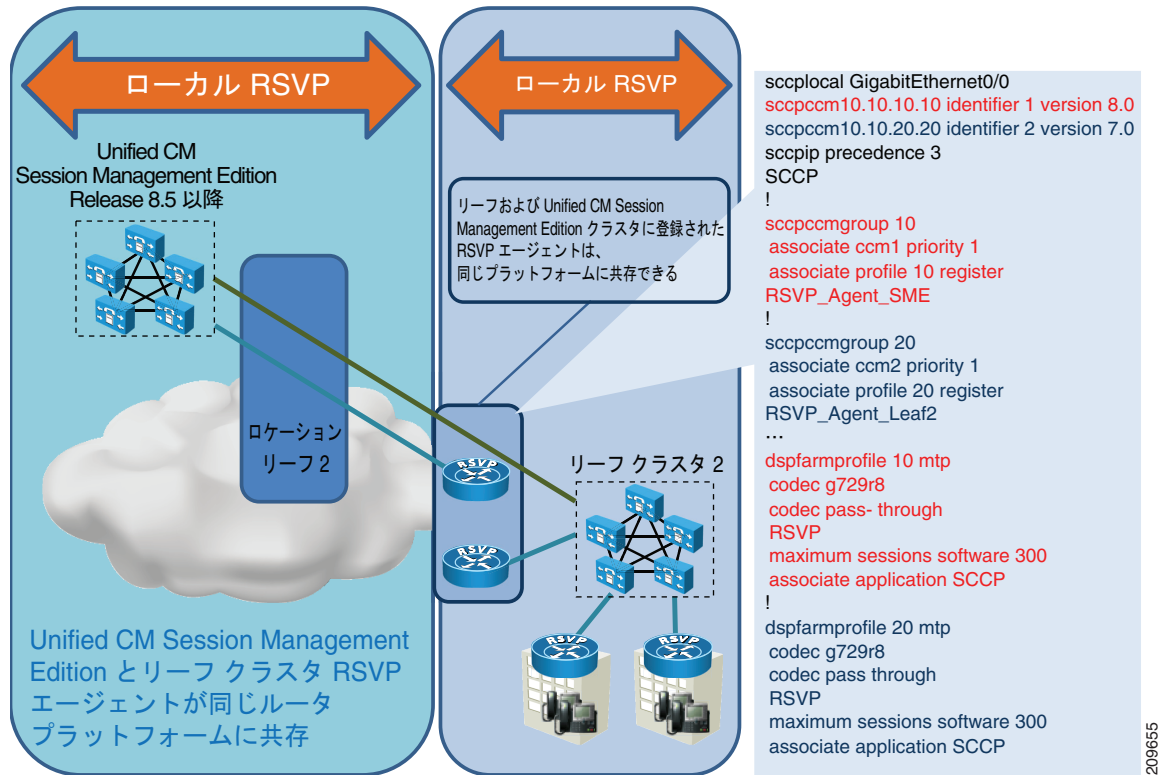 ローカル RSVP
ローカル RSVP
Unified CM
Session Management Edition
Release 8.5 以降
リーフおよび Unified CM Session
Management Edition クラスタに登録された
RSVP エージェントは、
同じプラットフォームに共存できる
ロケーション
リーフ 2
RSVP
RSVP
リーフ クラスタ 2
RSVP
RSVP
Unified CM Session Management
Edition とリーフ クラスタ RSVP
エージェントが同じルータ
プラットフォームに共存
sccplocal GigabitEthernet0/0
sccpccm10.10.10.10 identifier 1 version 8.0
sccpccm10.10.20.20 identifier 2 version 7.0
sccpip precedence 3
SCCP
!
sccpccmgroup 10
associate ccm1 priority 1
associate profile 10 register
RSVP_Agent_SME
!
sccpccmgroup 20
associate ccm2 priority 1
associate profile 20 register
RSVP_Agent_Leaf2
…
dspfarmprofile 10 mtp
codec g729r8
codec pass- through
RSVP
maximum sessions software 300
associate application SCCP
!
dspfarmprofile 20 mtp
codec g729r8
codec pass through
RSVP
maximum sessions software 300
associate application SCCP
209655